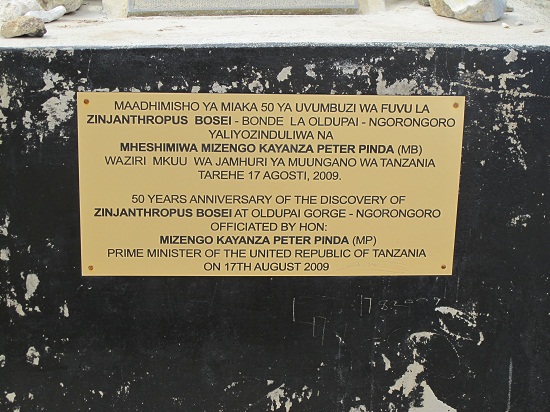 MAADHIMISHO YA MIAKA 50 YA UVUMBUZI WA FUVU LA
ZINJANTHROPUS BOSEI - BONDE LA OLDUPAI - NGORONGORO
YALIYOZINDULIWA NA
MHESHIMIWA MIZENGO KAYANZA PETER PINDA (MB)
WAZIRI MKUU WA JAMHURI YA MUUNGANO WA TANZANIA
TAREHE 17 AGOSTI, 2009.
50 YEARS ANNIVERSARY OF THE DISCOVERY OF
ZINJANTHROPUS BOSEI AT OLDUPAI GORGE - NGORONGORO
OFFICIATED BY HON:
MIZENGO KAYANZA PETER PINDA (MP)
PRIME MINISTER OF THE UNITED REPUBLIC OF TANZANIA
ON 17TH AUGUST 2009